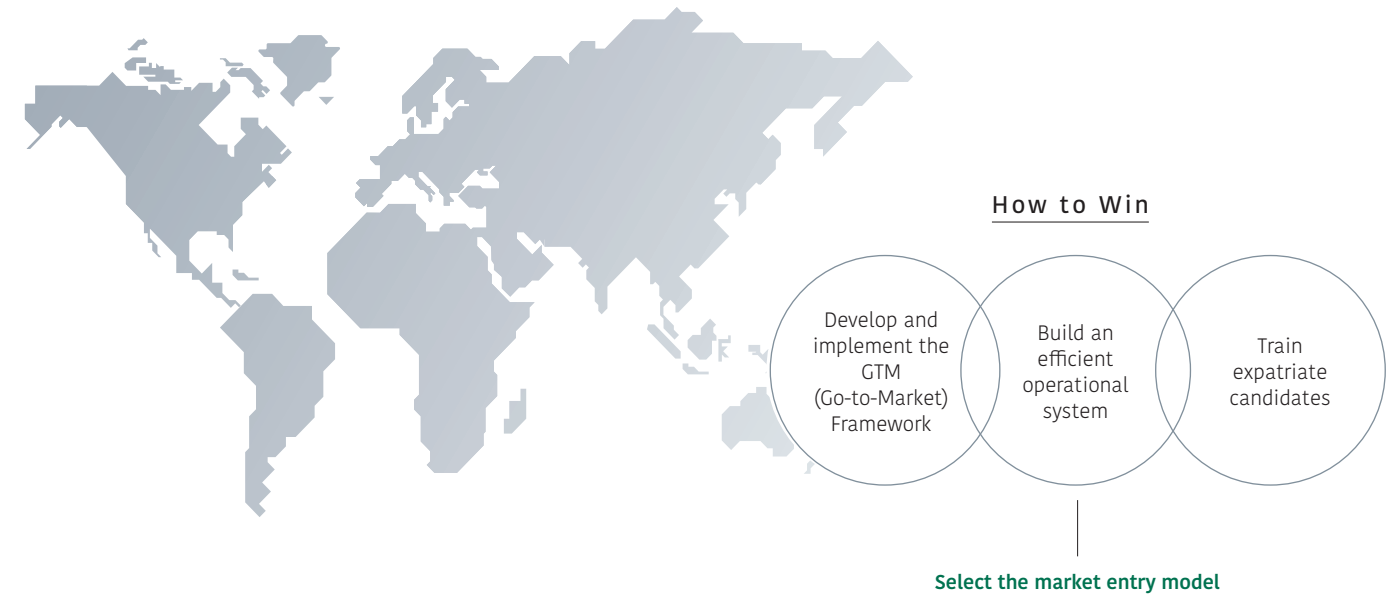 How to Win
Develop and
implement the
GTM
(Go-to-Market)
Framework
Build an
efficient
operational
system
Train
expatriate
candidates
Select the market entry model